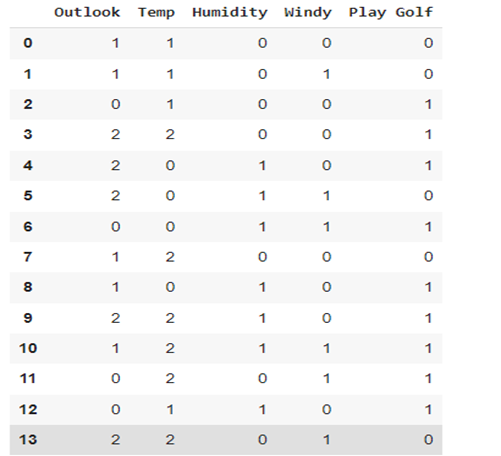 Outlook Temp Humidity Windy Play Golf
0 1 1 0 0 0
1 1 1 0 1 0
2 0 1 0 0 1
3 2 2 0 0 1
4 2 0 1 0 1
5 2 0 1 1 0
6 0 0 1 1 1
7 1 2 0 0 0
8 1 0 1 0 1
9 2 2 1 0 1
10 1 2 1 1 1
11 0 2 0 1 1
12 0 1 1 0 1
13 2 2 0 1 0